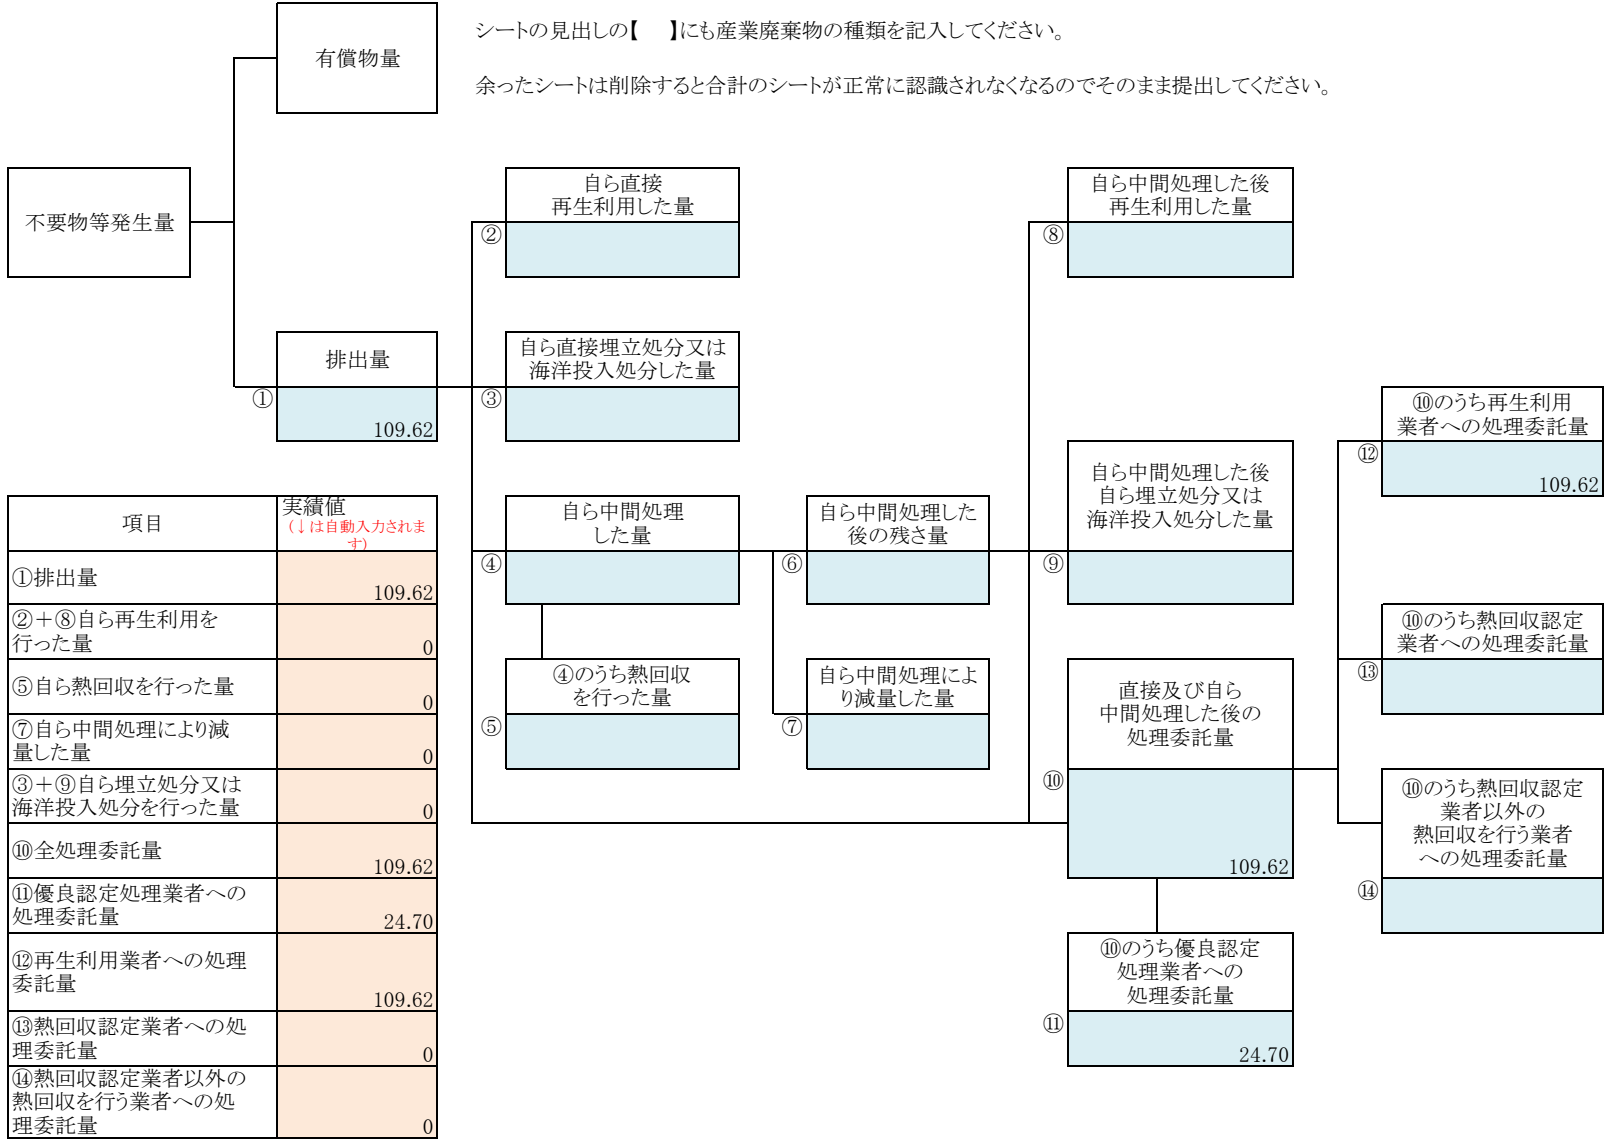 シートの見出しの【　】にも産業廃棄物の種類を記入してください。
有償物量
余ったシートは削除すると合計のシートが正常に認識されなくなるのでそのまま提出してください。
不要物等発生量
自ら直接
再生利用した量
②
自ら中間処理した後
再生利用した量
⑧
排出量
①
109.62
自ら直接埋立処分又は
海洋投入処分した量
③
⑩のうち再生利用
業者への処理委託量
⑫
109.62
自ら中間処理した後
自ら埋立処分又は
海洋投入処分した量
⑨
自ら中間処理
した量
④
自ら中間処理した
後の残さ量
⑥
⑩のうち熱回収認定
業者への処理委託量
⑬
④のうち熱回収
を行った量
⑤
自ら中間処理によ
り減量した量
⑦
直接及び自ら
中間処理した後の
処理委託量
⑩
109.62
⑩のうち熱回収認定
業者以外の
熱回収を行う業者
への処理委託量
⑭
⑩のうち優良認定
処理業者への
処理委託量
⑪
24.70
項目
実績値
(↓は自動入力されま
す)
①排出量
109.62
②＋⑧自ら再生利用を
行った量
0
⑤自ら熱回収を行った量
0
⑦自ら中間処理により減
量した量
0
③＋⑨自ら埋立処分又は
海洋投入処分を行った量
0
⑩全処理委託量
109.62
⑪優良認定処理業者への
処理委託量
24.70
⑫再生利用業者への処理
委託量
109.62
⑬熱回収認定業者への処
理委託量
0
⑭熱回収認定業者以外の
熱回収を行う業者への処
理委託量
0